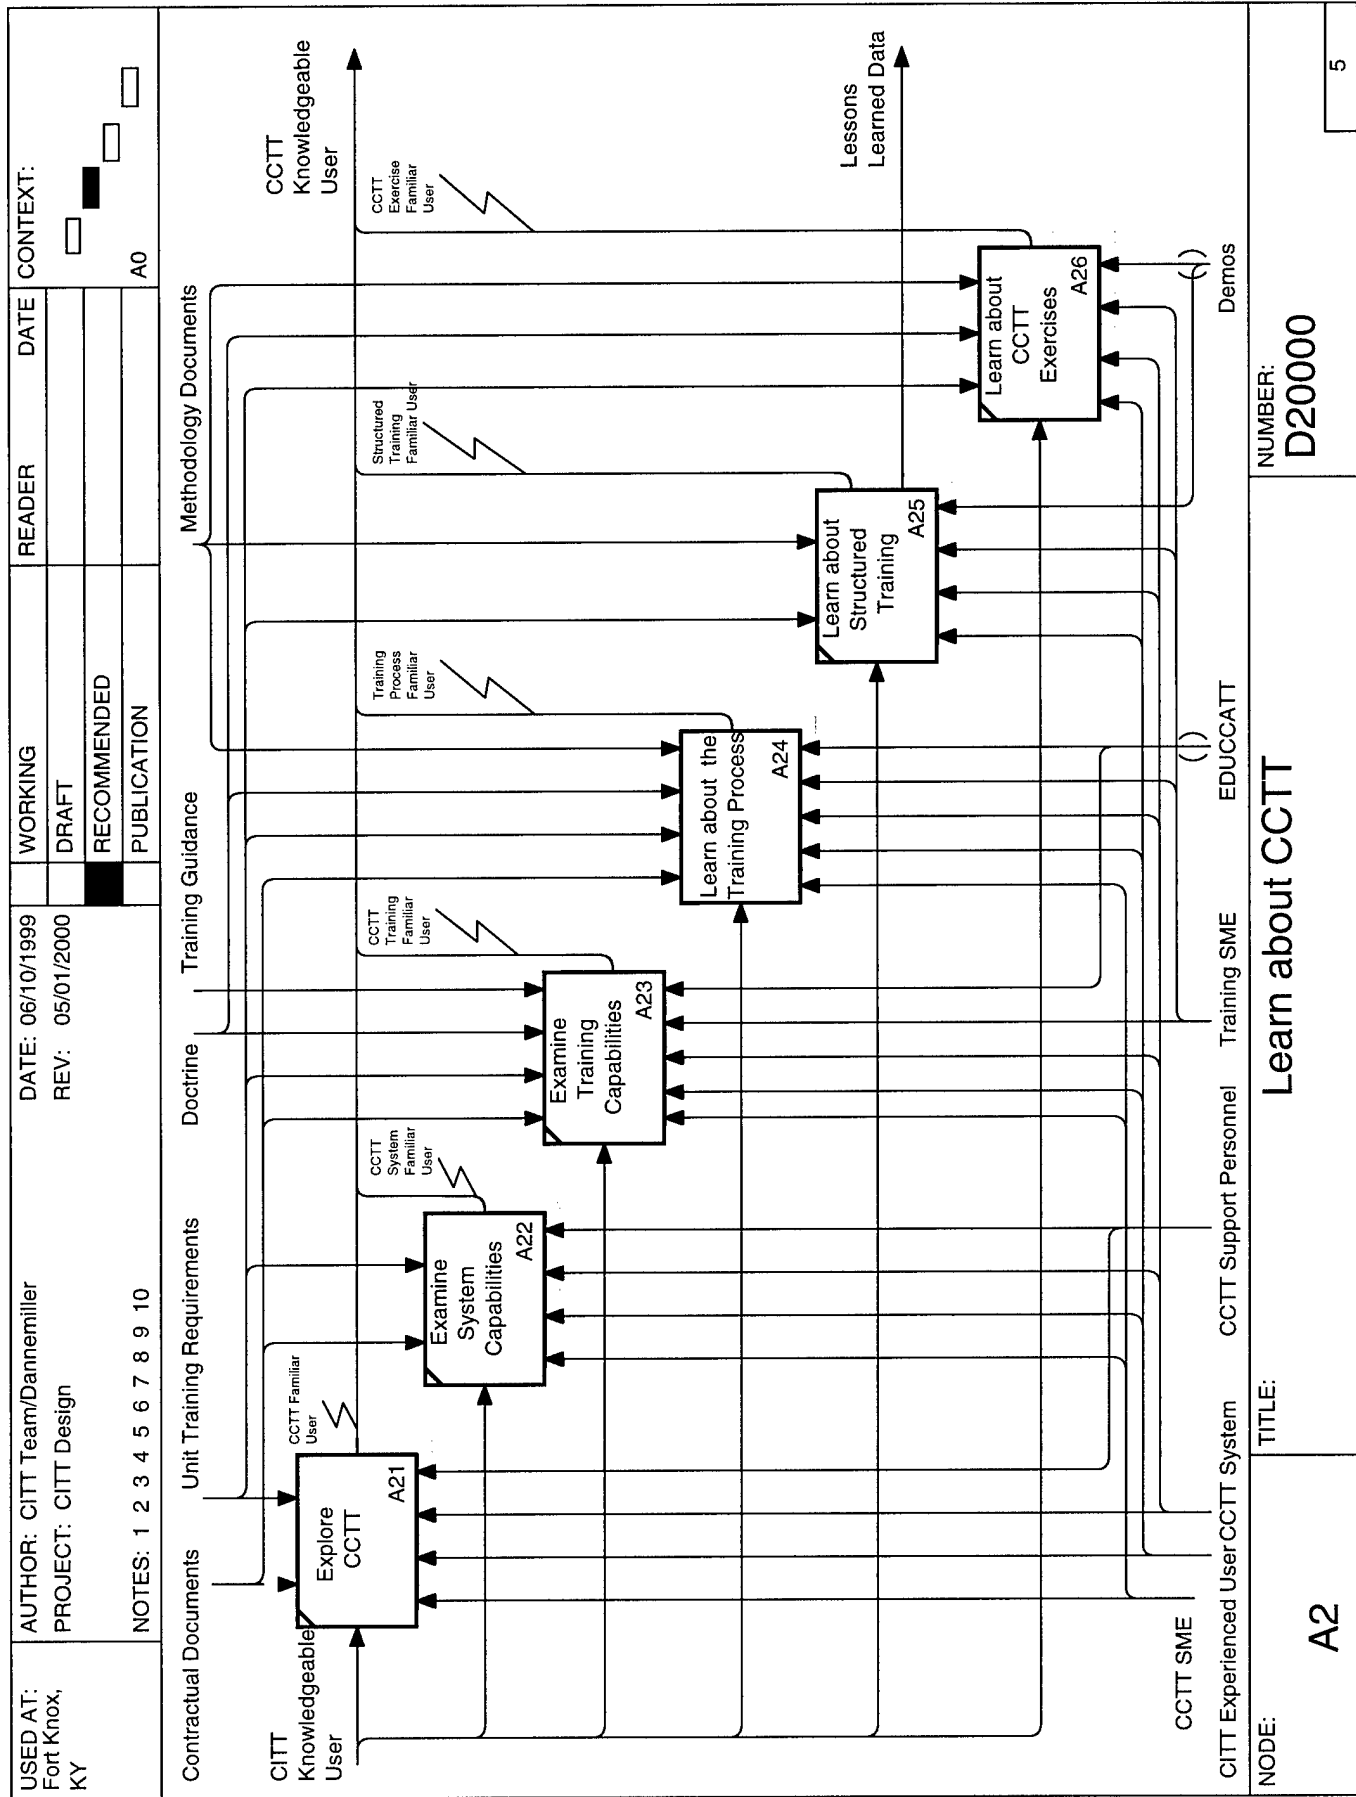 USED AT:
Fort Knox,
KY
AUTHOR: CITT Team/Dannemiller
PROJECT: CITT Design
NOTES: 1 2 3 4 5 6 7 8 9 10
DATE: 06/10/1999
REV: 05/01/2000
WORKING
DRAFT
RECOMMENDED
PUBLICATION
READER
DATE
CONTEXT:
A0
Contractual Documents
Unit Training Requirements
Doctrine
Training Guidance
Methodology Documents
CITT
Knowledgeable
User
CCTT
Knowledgeable
User
Explore
CCTT
A21
CCTT Familiar
User
Examine
System
Capabilities
A22
CCTT
System
Familiar
User
Examine
Training
Capabilities
A23
CCTT
Training
Familiar
User
Learn about the
Training Process
A24
Training
Process
Familiar
User
Learn about
Structured
Training
A25
Structured
Training
Familiar User
Lessons
Learned Data
Learn about
CCTT
Exercises
A26
CCTT
Exercise
Familiar
User
CCTT SME
CITT Experienced User
CCTT System
CCTT Support Personnel
Training SME
EDUCCATT
Demos
NODE:
A2
TITLE:
Learn about CCTT
NUMBER:
D20000
5